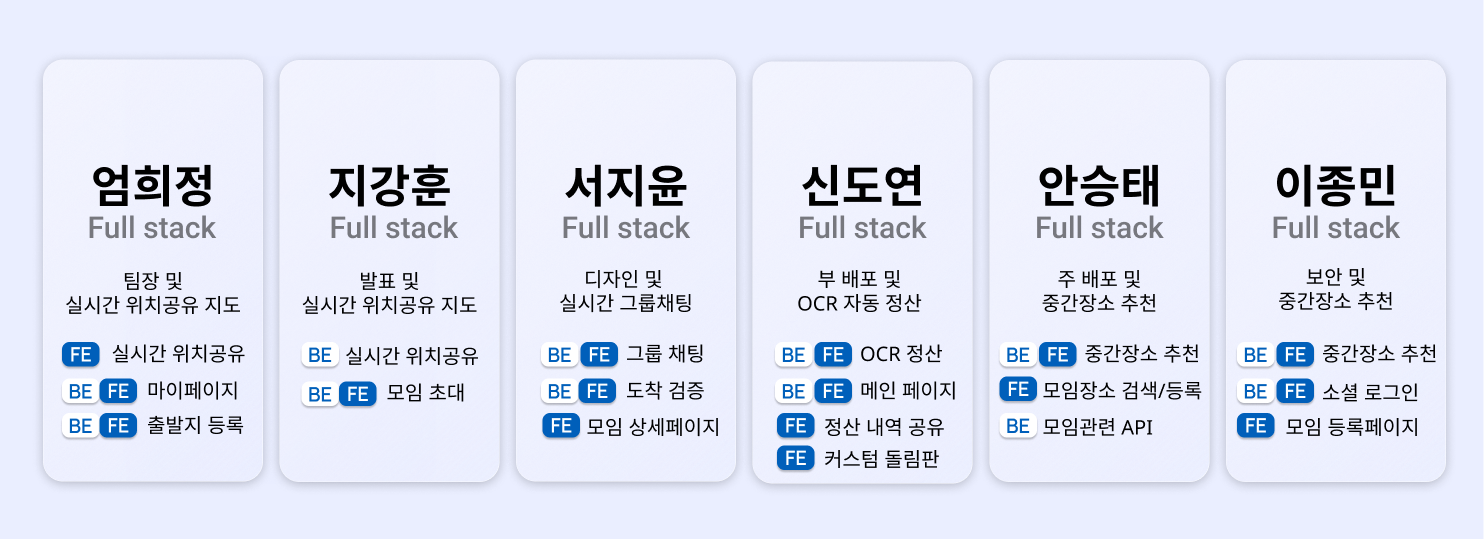 엄희정
Full stack
팀장 및
실시간 위치공유 지도
FE 실시간 위치공유
BE FE 마이페이지
BE FE 출발지 등록
지강훈
Full stack
발표 및
실시간 위치공유 지도
BE 실시간 위치공유
BE FE 모임 초대
서지윤
Full stack
디자인 및
실시간 그룹채팅
BE FE 그룹 채팅
BE FE 도착 검증
FE 모임 상세페이지
신도연
Full stack
부 배포 및
OCR 자동 정산
BE FE OCR 정산
BE FE 메인 페이지
FE 정산 내역 공유
FE 커스텀 돌림판
안승태
Full stack
주 배포 및
중간장소 추천
BE FE 중간장소 추천
FE 모임장소 검색/등록
BE 모임관련 API
이종민
Full stack
보안 및
중간장소 추천
BE FE 중간장소 추천
BE FE 소셜 로그인
FE 모임 등록페이지